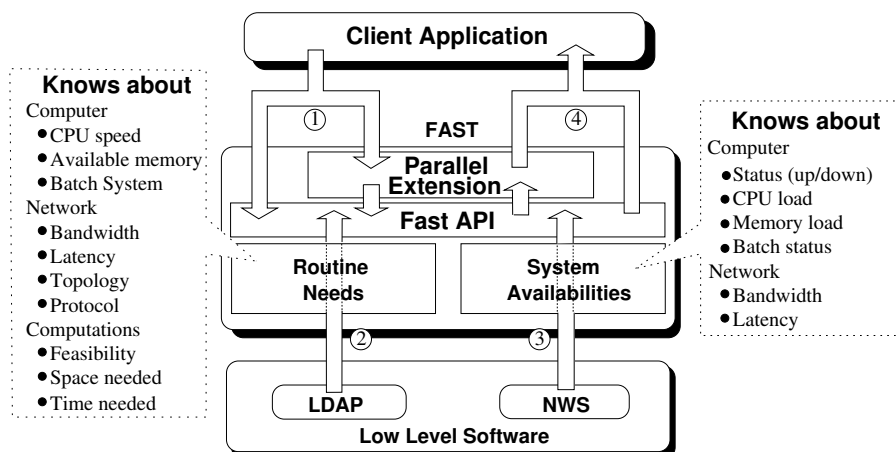 Client Application
Knows about
Computer
● CPU speed
● Available memory
● Batch System
Network
● Bandwidth
● Latency
● Topology
● Protocol
Computations
● Feasibility
● Space needed
● Time needed
1
4
FAST
Parallel
Extension
Fast API
Routine
Needs
System
Availabilities
Knows about
Computer
● Status (up/down)
● CPU load
● Memory load
● Batch status
Network
● Bandwidth
● Latency
2
3
LDAP
NWS
Low Level Software